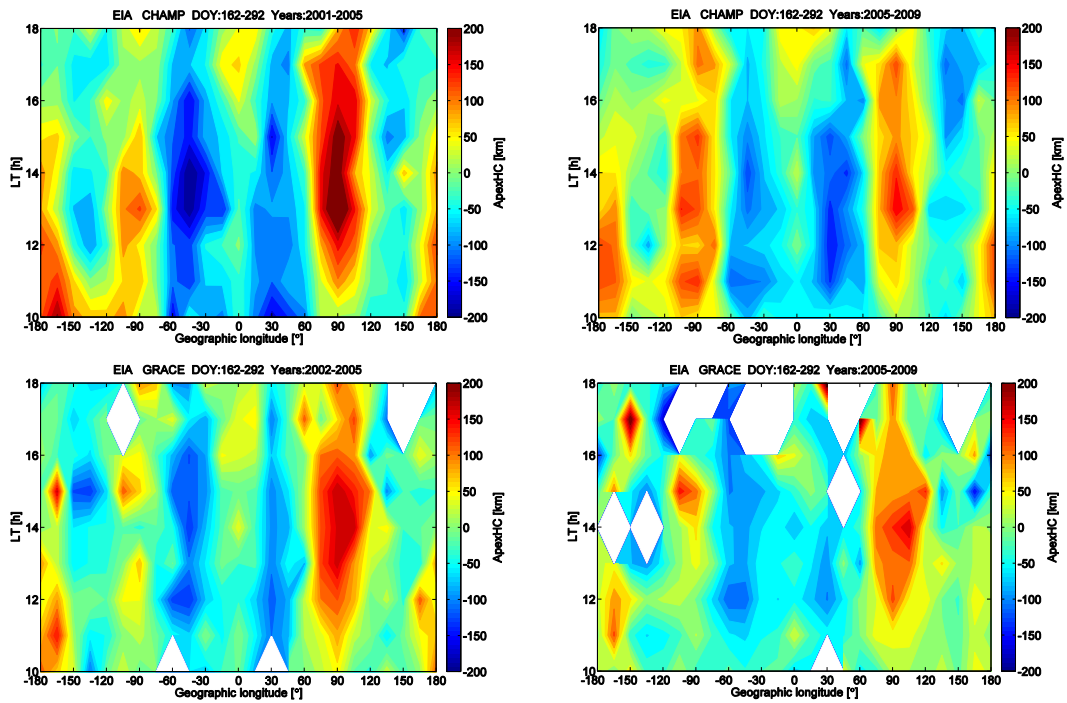 EIA CHAMP DOY:162-292 Years:2001-2005
18
16
14
12
10
LT [h]
-180 -150 -120 -90 -60 -30 0 30 60 90 120 150 180
Geographic longitude [°]
200
150
100
50
0
-50
-100
-150
-200
ApexHC [km]
EIA CHAMP DOY:162-292 Years:2005-2009
18
16
14
12
10
LT [h]
-180 -150 -120 -90 -60 -30 0 30 60 90 120 150 180
Geographic longitude [°]
200
150
100
50
0
-50
-100
-150
-200
ApexHC [km]
EIA GRACE DOY:162-292 Years:2002-2005
18
16
14
12
10
LT [h]
-180 -150 -120 -90 -60 -30 0 30 60 90 120 150 180
Geographic longitude [°]
200
150
100
50
0
-50
-100
-150
-200
ApexHC [km]
EIA GRACE DOY:162-292 Years:2005-2009
18
16
14
12
10
LT [h]
-180 -150 -120 -90 -60 -30 0 30 60 90 120 150 180
Geographic longitude [°]
200
150
100
50
0
-50
-100
-150
-200
ApexHC [km]